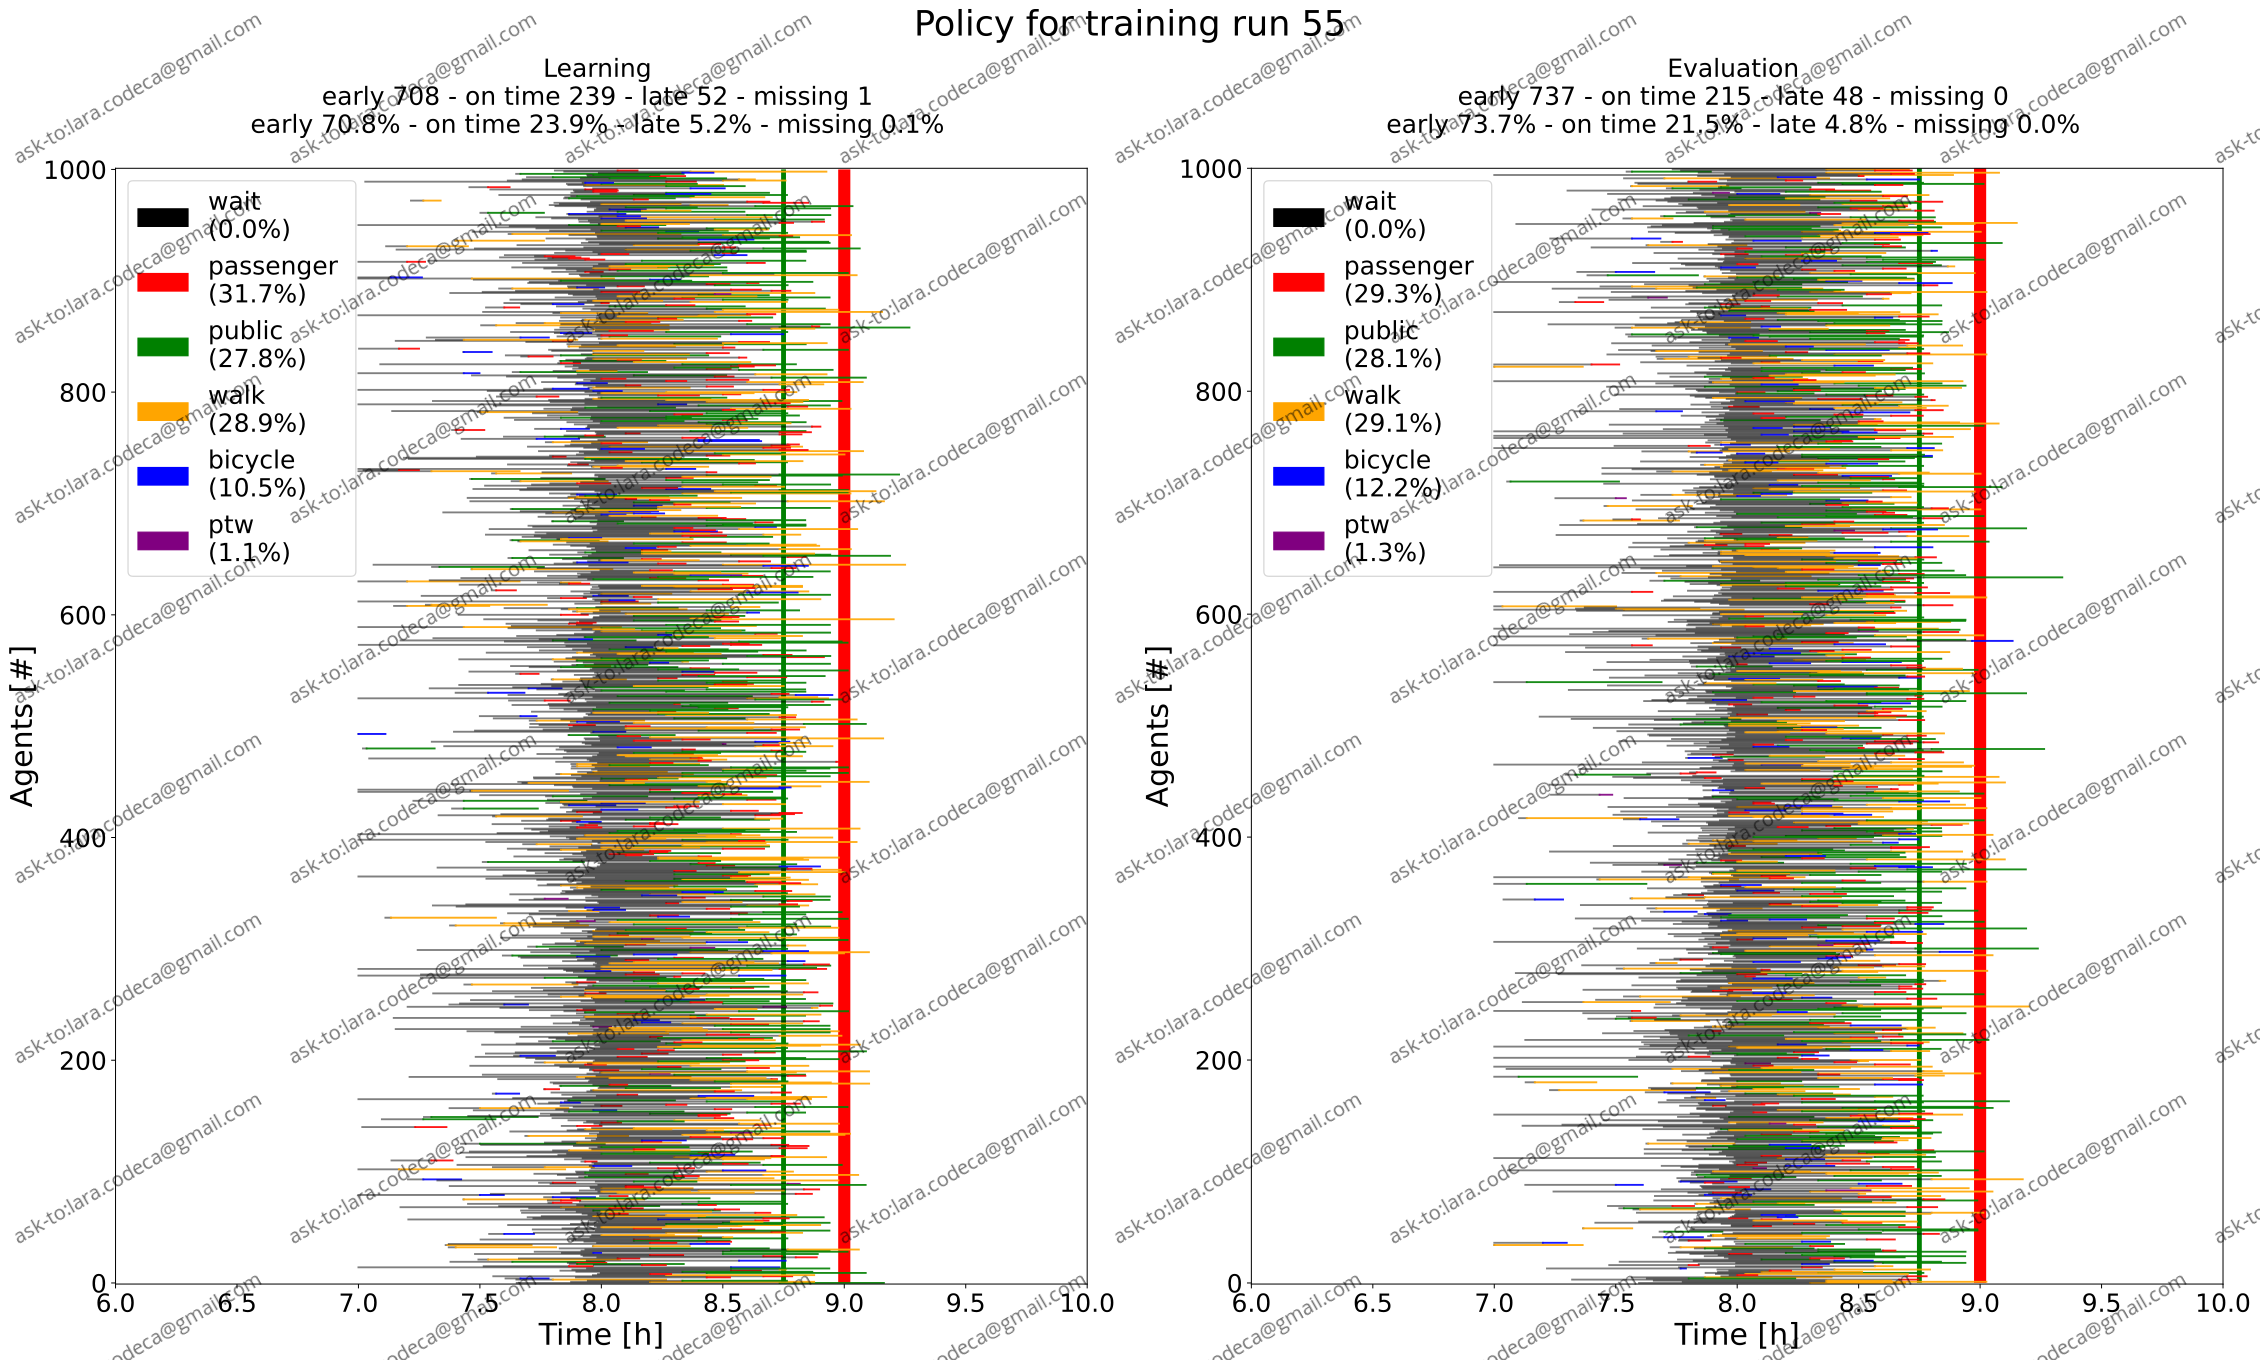 Policy for training run 55
Learning
early 708 - on time 239 - late 52 - missing 1
early 70.8% - on time 23.9% - late 5.2% - missing 0.1%
1000
800
600
400
200
0
Agents [#]
wait
(0.0%)
passenger
(31.7%)
public
(27.8%)
walk
(28.9%)
bicycle
(10.5%)
ptw
(1.1%)
6.0 6.5 7.0 7.5 8.0 8.5 9.0 9.5 10.0
Time [h]
Evaluation
early 737 - on time 215 - late 48 - missing 0
early 73.7% - on time 21.5% - late 4.8% - missing 0.0%
1000
800
600
400
200
0
Agents [#]
wait
(0.0%)
passenger
(29.3%)
public
(28.1%)
walk
(29.1%)
bicycle
(12.2%)
ptw
(1.3%)
6.0 6.5 7.0 7.5 8.0 8.5 9.0 9.5 10.0
Time [h]
ask-to:lara.codeca@gmail.com